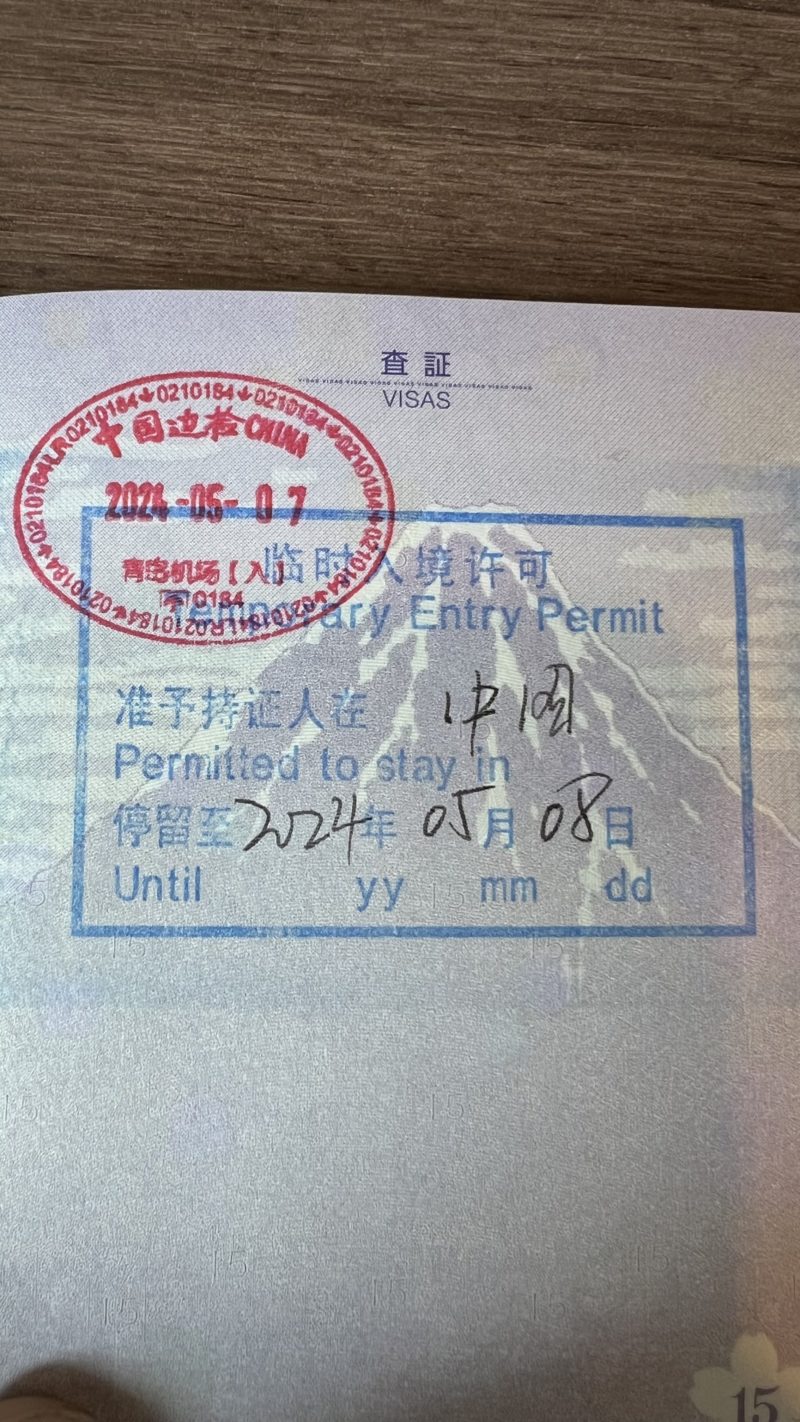 査証
VISAS
中国边检 CHINA
2024-05-07
青岛机场【入】
0184
临时入境许可
Temporary Entry Permit
准予持证人在 中国
Permitted to stay in
停留至2024年 05月 08日
Until yy mm dd
15